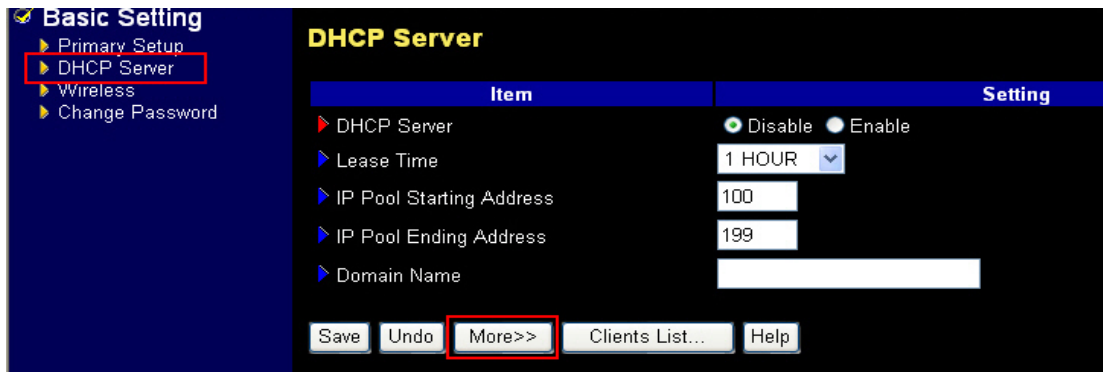 Basic Setting
Primary Setup
DHCP Server
Wireless
Change Password
DHCP Server
Item Setting
DHCP Server Disable Enable
Lease Time 1 HOUR
IP Pool Starting Address 100
IP Pool Ending Address 199
Domain Name
Save Undo More>> Clients List... Help